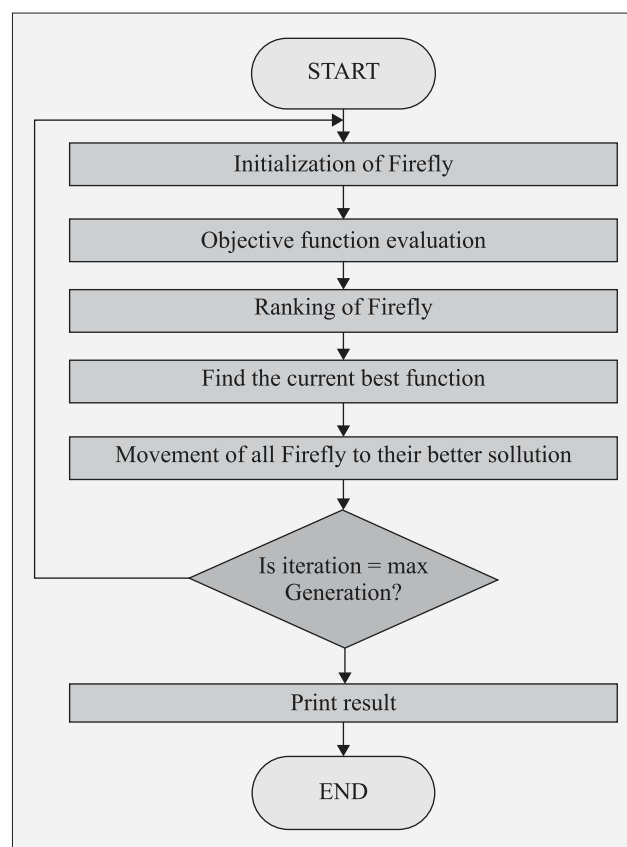 START
Initialization of Firefly
Objective function evaluation
Ranking of Firefly
Find the current best function
Movement of all Firefly to their better sollution
Is iteration = max
Generation?
Print result
END